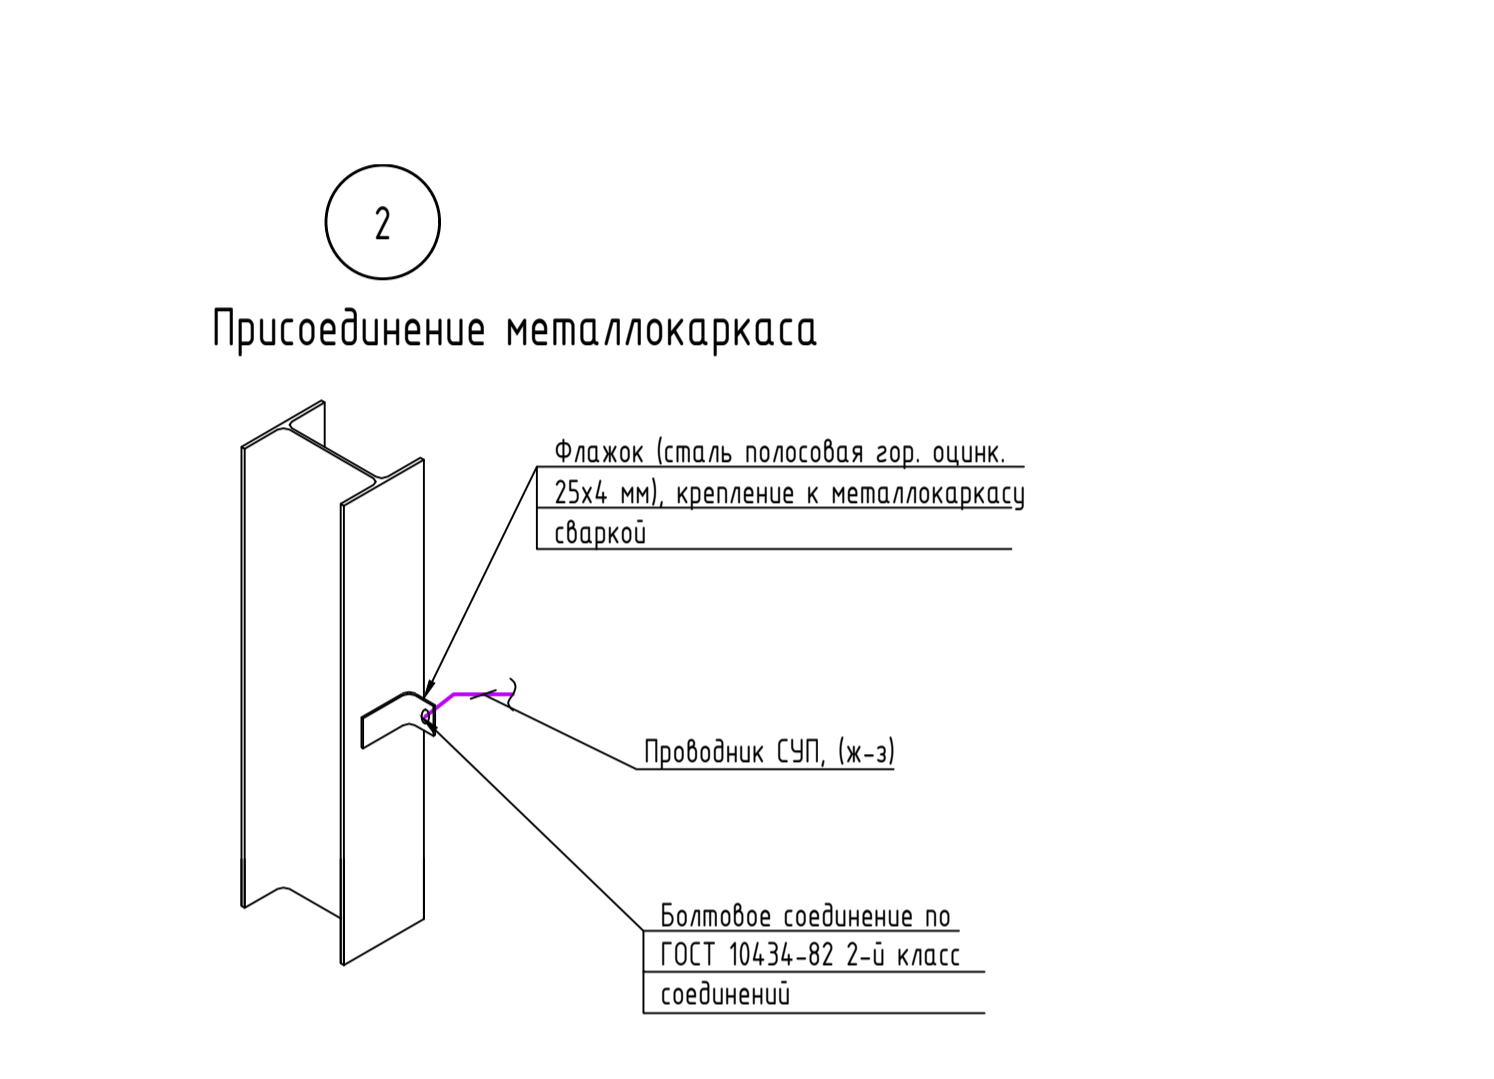 2
Присоединение металлокаркаса
Флажок (сталь полосовая гор. оцинк.
25х4 мм), крепление к металлокаркасу
сваркой
Проводник СУП, (ж-з)
Болтовое соединение по
ГОСТ 10434-82 2-й класс
соединений